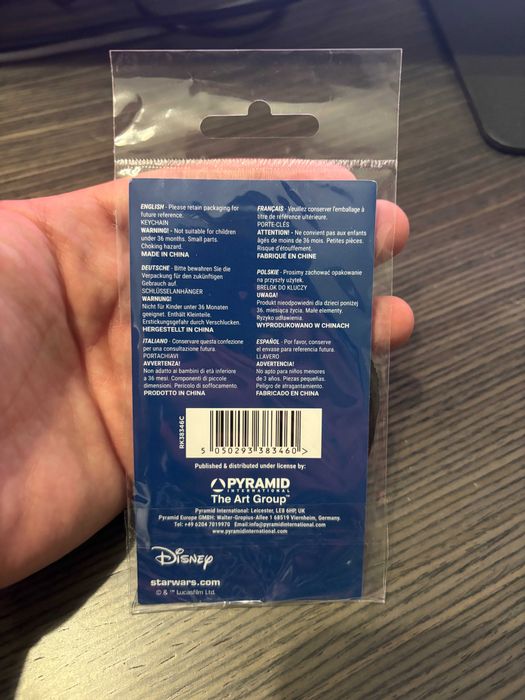 ENGLISH - Please retain packaging for
future reference.
KEYCHAIN
WARNING! - Not suitable for children
under 36 months. Small parts.
Choking hazard.
MADE IN CHINA
DEUTSCHE - Bitte bewahren Sie die
Verpackung für den zukünftigen
Gebrauch auf.
SCHLÜSSELANHÄNGER
WARNUNG!
Nicht für Kinder unter 36 Monaten
geeignet. Enthält Kleinteile.
Erstickungsgefahr durch Verschlucken.
HERGESTELLT IN CHINA
ITALIANO - Conservare questa confezione
per una consultazione futura.
PORTACHIAVI
AVVERTENZA!
Non adatto ai bambini di età inferiore
a 36 mesi. Componenti di piccole
dimensioni. Pericolo di soffocamento.
PRODOTTO IN CHINA
FRANÇAIS - Veuillez conserver l'emballage à
titre de référence ultérieure.
PORTE-CLÉS
ATTENTION! - Ne convient pas aux enfants
âgés de moins de 36 mois. Petites pièces.
Risque d'étouffement.
FABRIQUÉ EN CHINE
POLSKIE - Prosimy zachować opakowanie
na przyszły użytek.
BRELOK DO KLUCZY
UWAGA!
Produkt nieodpowiedni dla dzieci poniżej
36. miesiąca życia. Małe elementy.
Ryzyko udławienia.
WYPRODUKOWANO W CHINACH
ESPAÑOL - Por favor, conserve
el envase para referencia futura.
LLAVERO
ADVERTENCIA!
No apto para niños menores
de 3 años. Piezas pequeñas.
Peligro de atragantamiento.
FABRICADO EN CHINA
RK38346C
5 050293 383460 >
Published & distributed under license by:
PYRAMID
INTERNATIONAL
The Art Group™
Pyramid International: Leicester, LE8 6HP, UK
Pyramid Europe GMBH: Walter-Gropius-Allee 1 68519 Viernheim, Germany.
Tel: +49 6204 7019970 Email:info@pyramidinternational.com
www.pyramidinternational.com
Disney
starwars.com
© & ™ Lucasfilm Ltd.